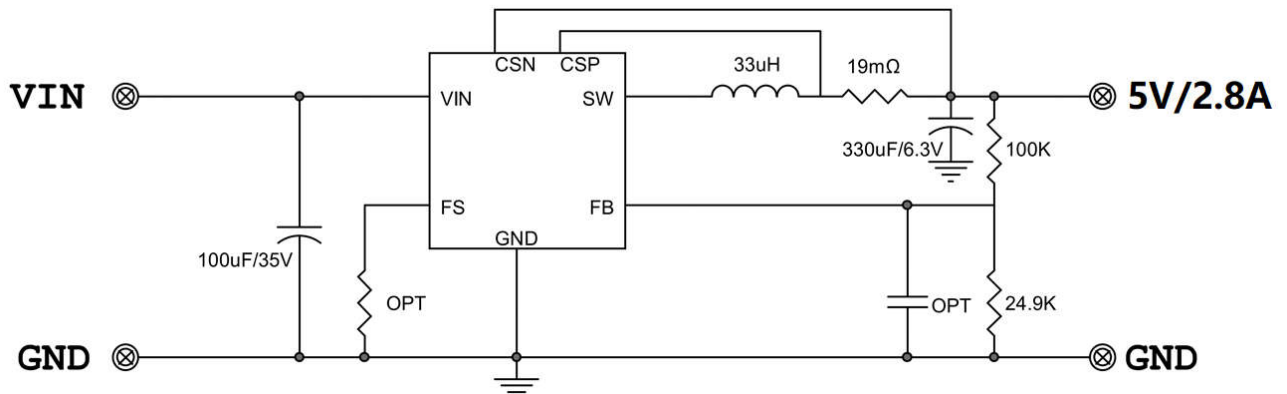 CSN CSP
33uH
19mΩ
VIN
VIN
SW
5V/2.8A
330uF/6.3V
100K
FS
FB
GND
100uF/35V
OPT
OPT
24.9K
GND
GND